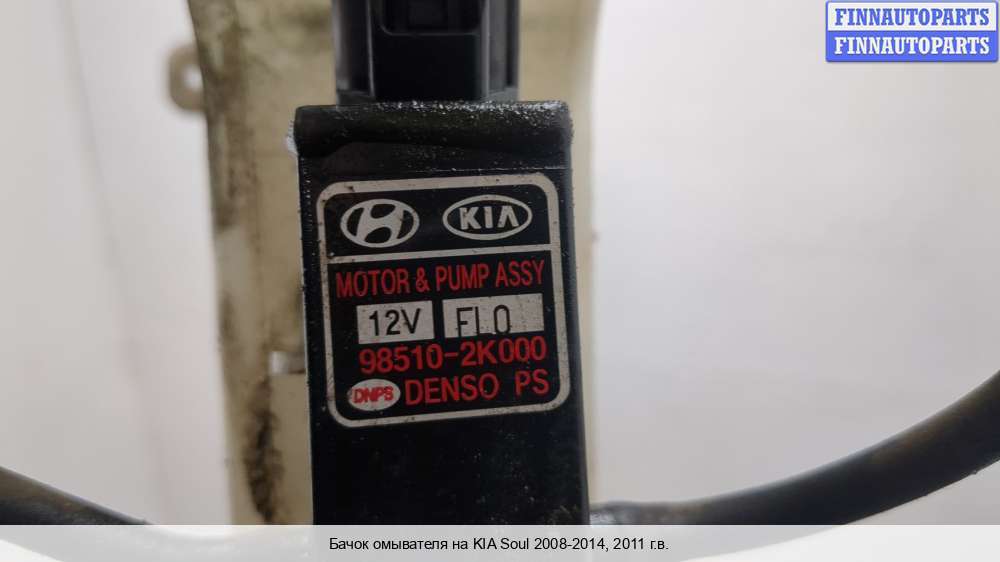 FINNAUTOPARTS
FINNAUTOPARTS
KIA
MOTOR & PUMP ASSY
12V FLO
98510-2K000
DNPS DENSO PS
Бачок омывателя на KIA Soul 2008-2014, 2011 г.в.